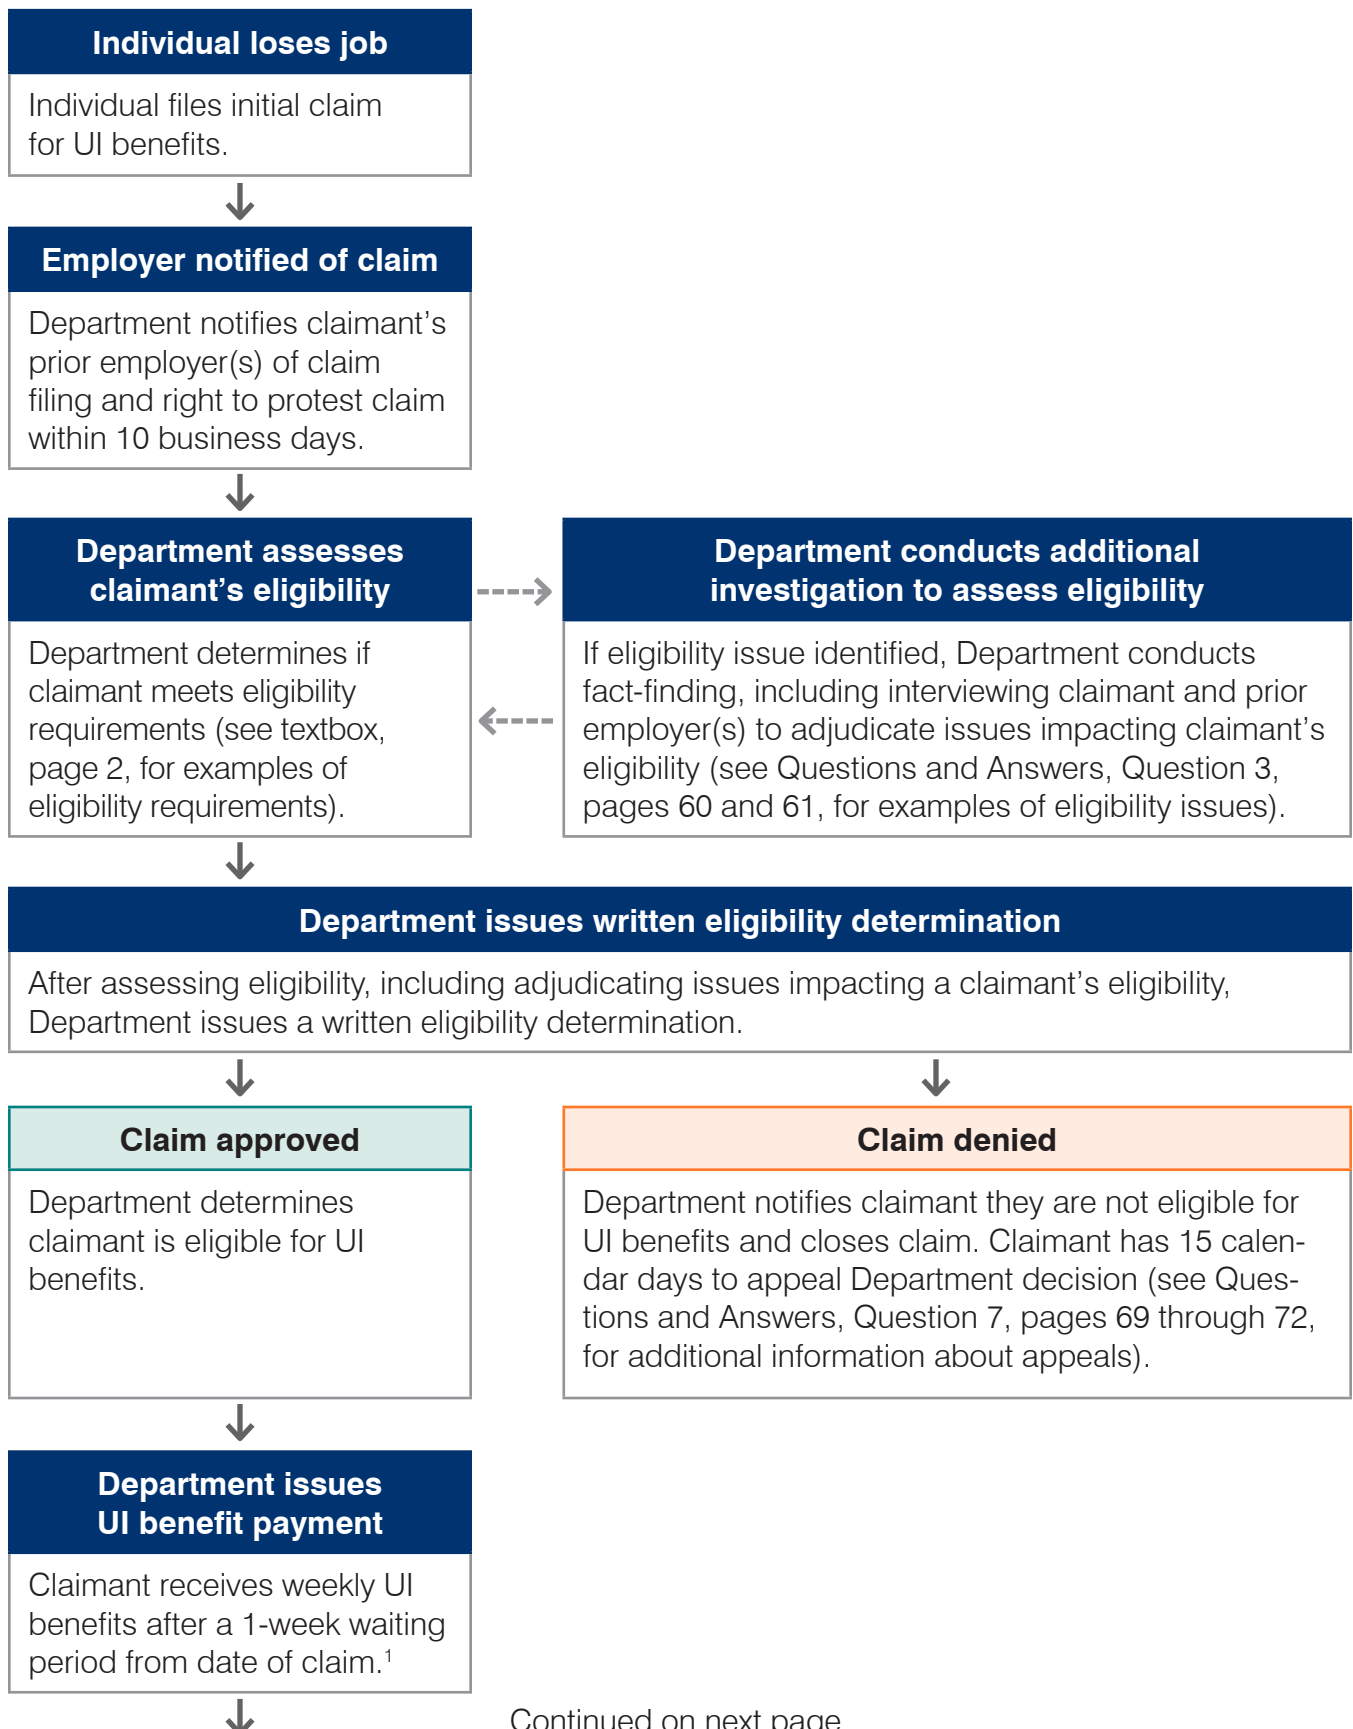 Individual loses job
Individual files initial claim
for UI benefits.
Employer notified of claim
Department notifies claimant’s
prior employer(s) of claim
filing and right to protest claim
within 10 business days.
Department assesses
claimant’s eligibility
Department determines if
claimant meets eligibility
requirements (see textbox,
page 2, for examples of
eligibility requirements).
Department conducts additional
investigation to assess eligibility
If eligibility issue identified, Department conducts
fact-finding, including interviewing claimant and prior
employer(s) to adjudicate issues impacting claimant’s
eligibility (see Questions and Answers, Question 3,
pages 60 and 61, for examples of eligibility issues).
Department issues written eligibility determination
After assessing eligibility, including adjudicating issues impacting a claimant’s eligibility,
Department issues a written eligibility determination.
Claim approved
Department determines
claimant is eligible for UI
benefits.
Claim denied
Department notifies claimant they are not eligible for
UI benefits and closes claim. Claimant has 15 calen-
dar days to appeal Department decision (see Ques-
tions and Answers, Question 7, pages 69 through 72,
for additional information about appeals).
Department issues
UI benefit payment
Claimant receives weekly UI
benefits after a 1-week waiting
period from date of claim.¹
Continued on next page